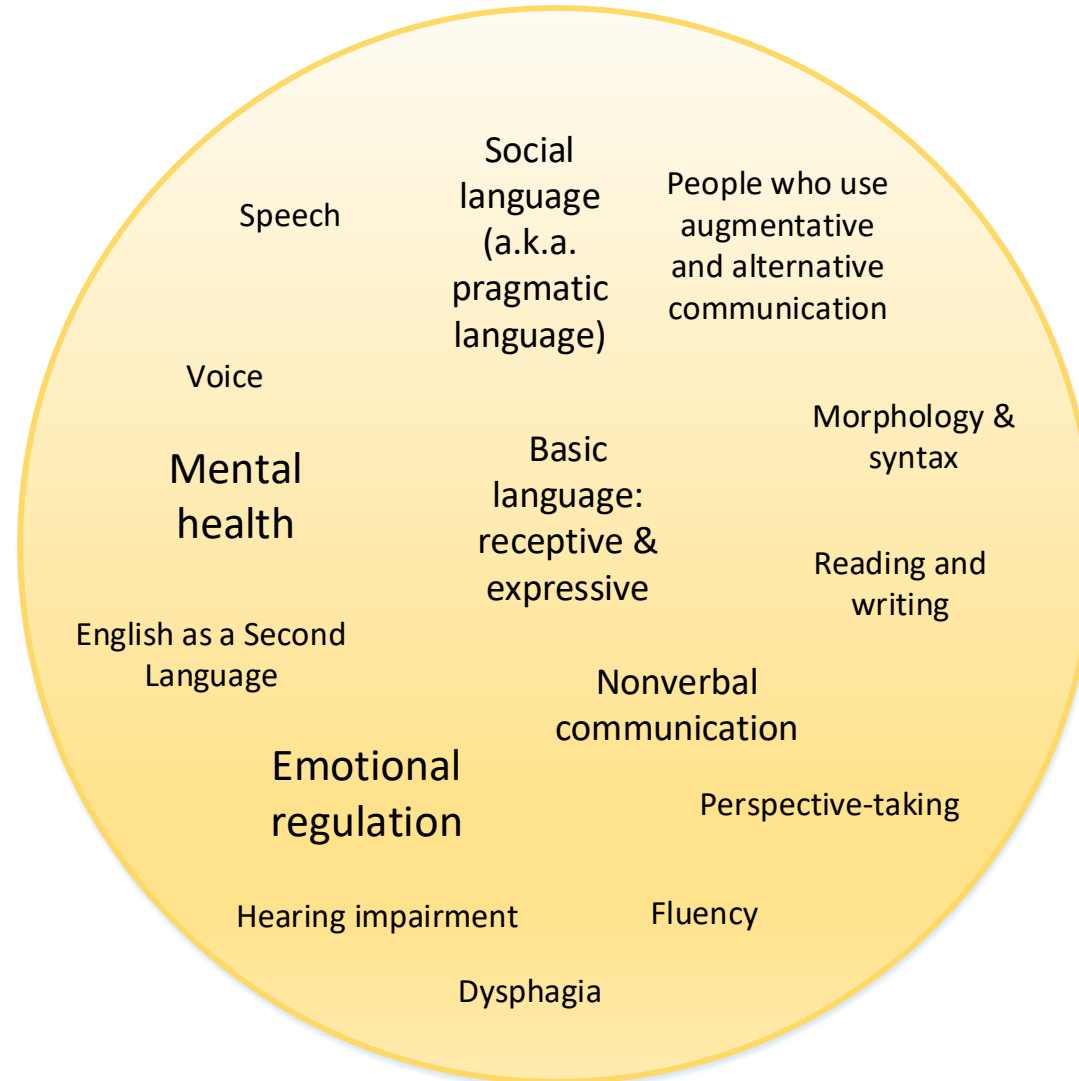 Social
language
(a.k.a.
pragmatic
language)
Speech
People who use
augmentative
and alternative
communication
Voice
Mental
health
Basic
language:
receptive &
expressive
Morphology &
syntax
Reading and
writing
English as a Second
Language
Nonverbal
communication
Emotional
regulation
Perspective-taking
Hearing impairment
Fluency
Dysphagia